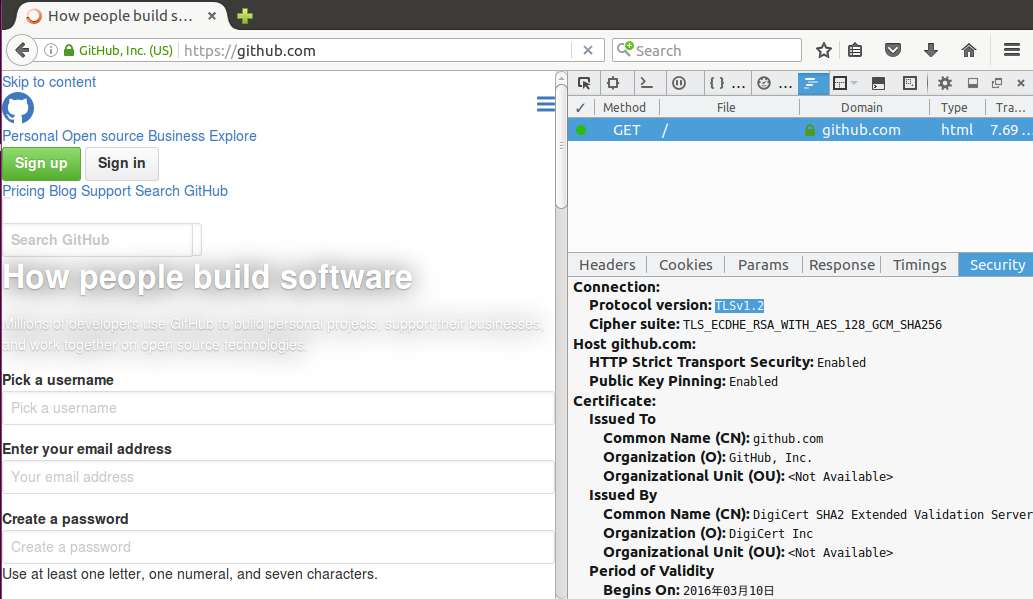 How people build s...
GitHub, Inc. (US)
https://github.com
Search
Skip to content
Personal Open source Business Explore
Sign up
Sign in
Pricing Blog Support Search GitHub
Search GitHub
How people build software
Millions of developers use GitHub to build personal projects, support their businesses,
and work together on open source technologies.
Pick a username
Pick a username
Enter your email address
Your email address
Create a password
Create a password
Use at least one letter, one numeral, and seven characters.
✓ Method File Domain Type Tra...
GET / github.com html 7.69 ...
Headers Cookies Params Response Timings Security
Connection:
Protocol version: TLSv1.2
Cipher suite: TLS_ECDHE_RSA_WITH_AES_128_GCM_SHA256
Host github.com:
HTTP Strict Transport Security: Enabled
Public Key Pinning: Enabled
Certificate:
Issued To
Common Name (CN): github.com
Organization (O): GitHub, Inc.
Organizational Unit (OU): <Not Available>
Issued By
Common Name (CN): DigiCert SHA2 Extended Validation Server
Organization (O): DigiCert Inc
Organizational Unit (OU): <Not Available>
Period of Validity
Begins On: 2016年03月10日